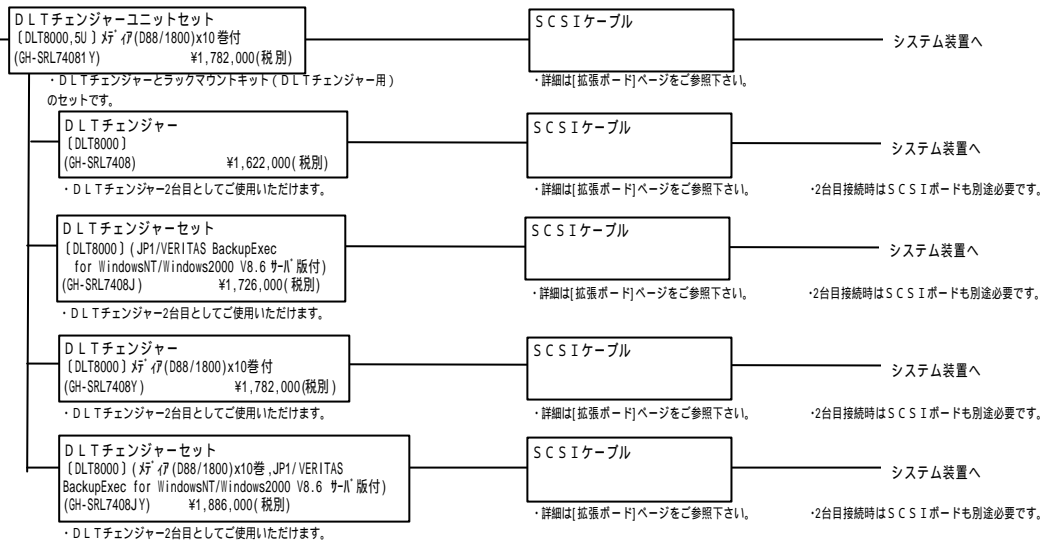 DLTチェンジャーユニットセット
〔DLT8000,5U〕ﾒﾃﾞｨｱ(D88/1800)x10巻付
(GH-SRL74081Y) ¥1,782,000(税別)
SCSIケーブル
システム装置へ
・DLTチェンジャーとラックマウントキット(DLTチェンジャー用)
のセットです。
・詳細は[拡張ボード]ページをご参照下さい。
DLTチェンジャー
〔DLT8000〕
(GH-SRL7408) ¥1,622,000(税別)
SCSIケーブル
システム装置へ
・DLTチェンジャー2台目としてご使用いただけます。
・詳細は[拡張ボード]ページをご参照下さい。
・2台目接続時はSCSIボードも別途必要です。
DLTチェンジャーセット
〔DLT8000〕(JP1/VERITAS BackupExec
for WindowsNT/Windows2000 V8.6 ｻｰﾊﾞ版付)
(GH-SRL7408J) ¥1,726,000(税別)
SCSIケーブル
システム装置へ
・DLTチェンジャー2台目としてご使用いただけます。
・詳細は[拡張ボード]ページをご参照下さい。
・2台目接続時はSCSIボードも別途必要です。
DLTチェンジャー
〔DLT8000〕ﾒﾃﾞｨｱ(D88/1800)x10巻付
(GH-SRL7408Y) ¥1,782,000(税別)
SCSIケーブル
システム装置へ
・DLTチェンジャー2台目としてご使用いただけます。
・詳細は[拡張ボード]ページをご参照下さい。
・2台目接続時はSCSIボードも別途必要です。
DLTチェンジャーセット
〔DLT8000〕(ﾒﾃﾞｨｱ(D88/1800)x10巻,JP1/VERITAS
BackupExec for WindowsNT/Windows2000 V8.6 ｻｰﾊﾞ版付)
(GH-SRL7408JY) ¥1,886,000(税別)
SCSIケーブル
システム装置へ
・DLTチェンジャー2台目としてご使用いただけます。
・詳細は[拡張ボード]ページをご参照下さい。
・2台目接続時はSCSIボードも別途必要です。